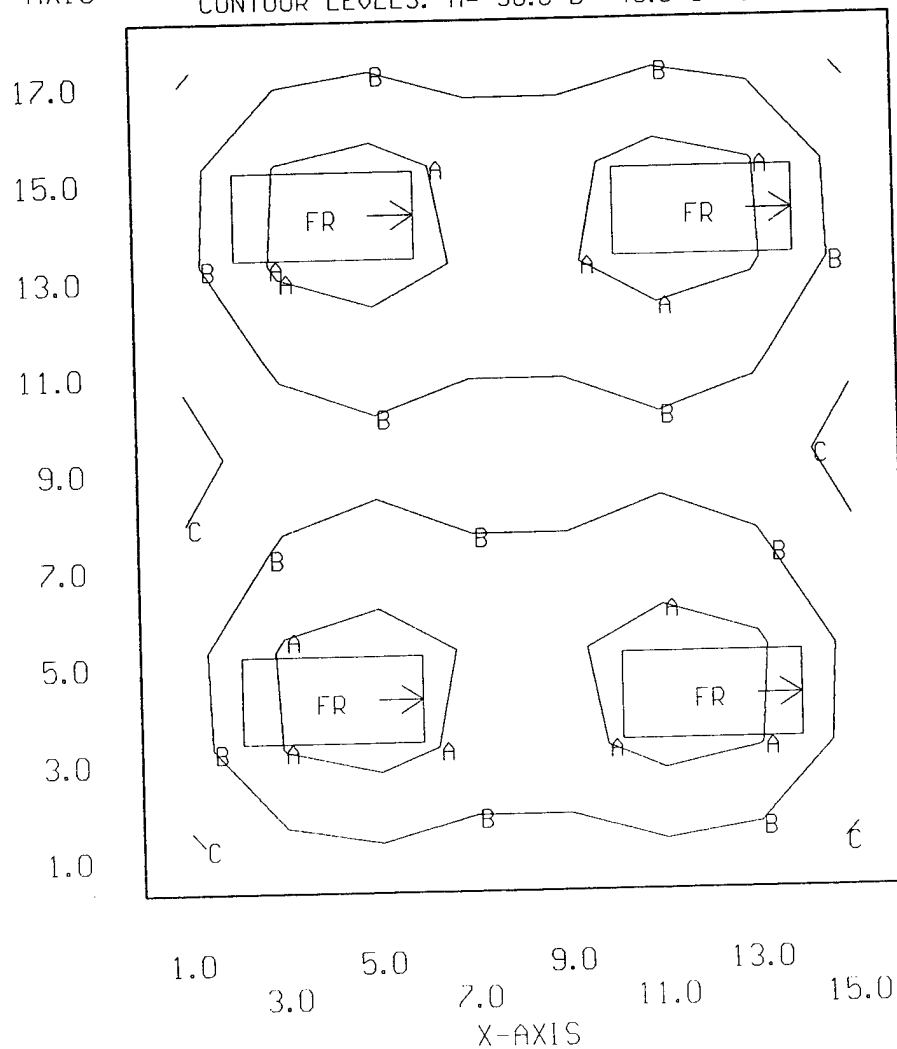 CONTOUR LEVELS: A=
B B
17.0
A A
15.0
FR FR
B A A A A B
13.0
11.0
B B
C
9.0
C B B B
7.0
A A
5.0
FR FR
B A A A A
3.0
B B
C C
1.0
1.0 5.0 9.0 13.0
3.0 7.0 11.0 15.0
X-AXIS